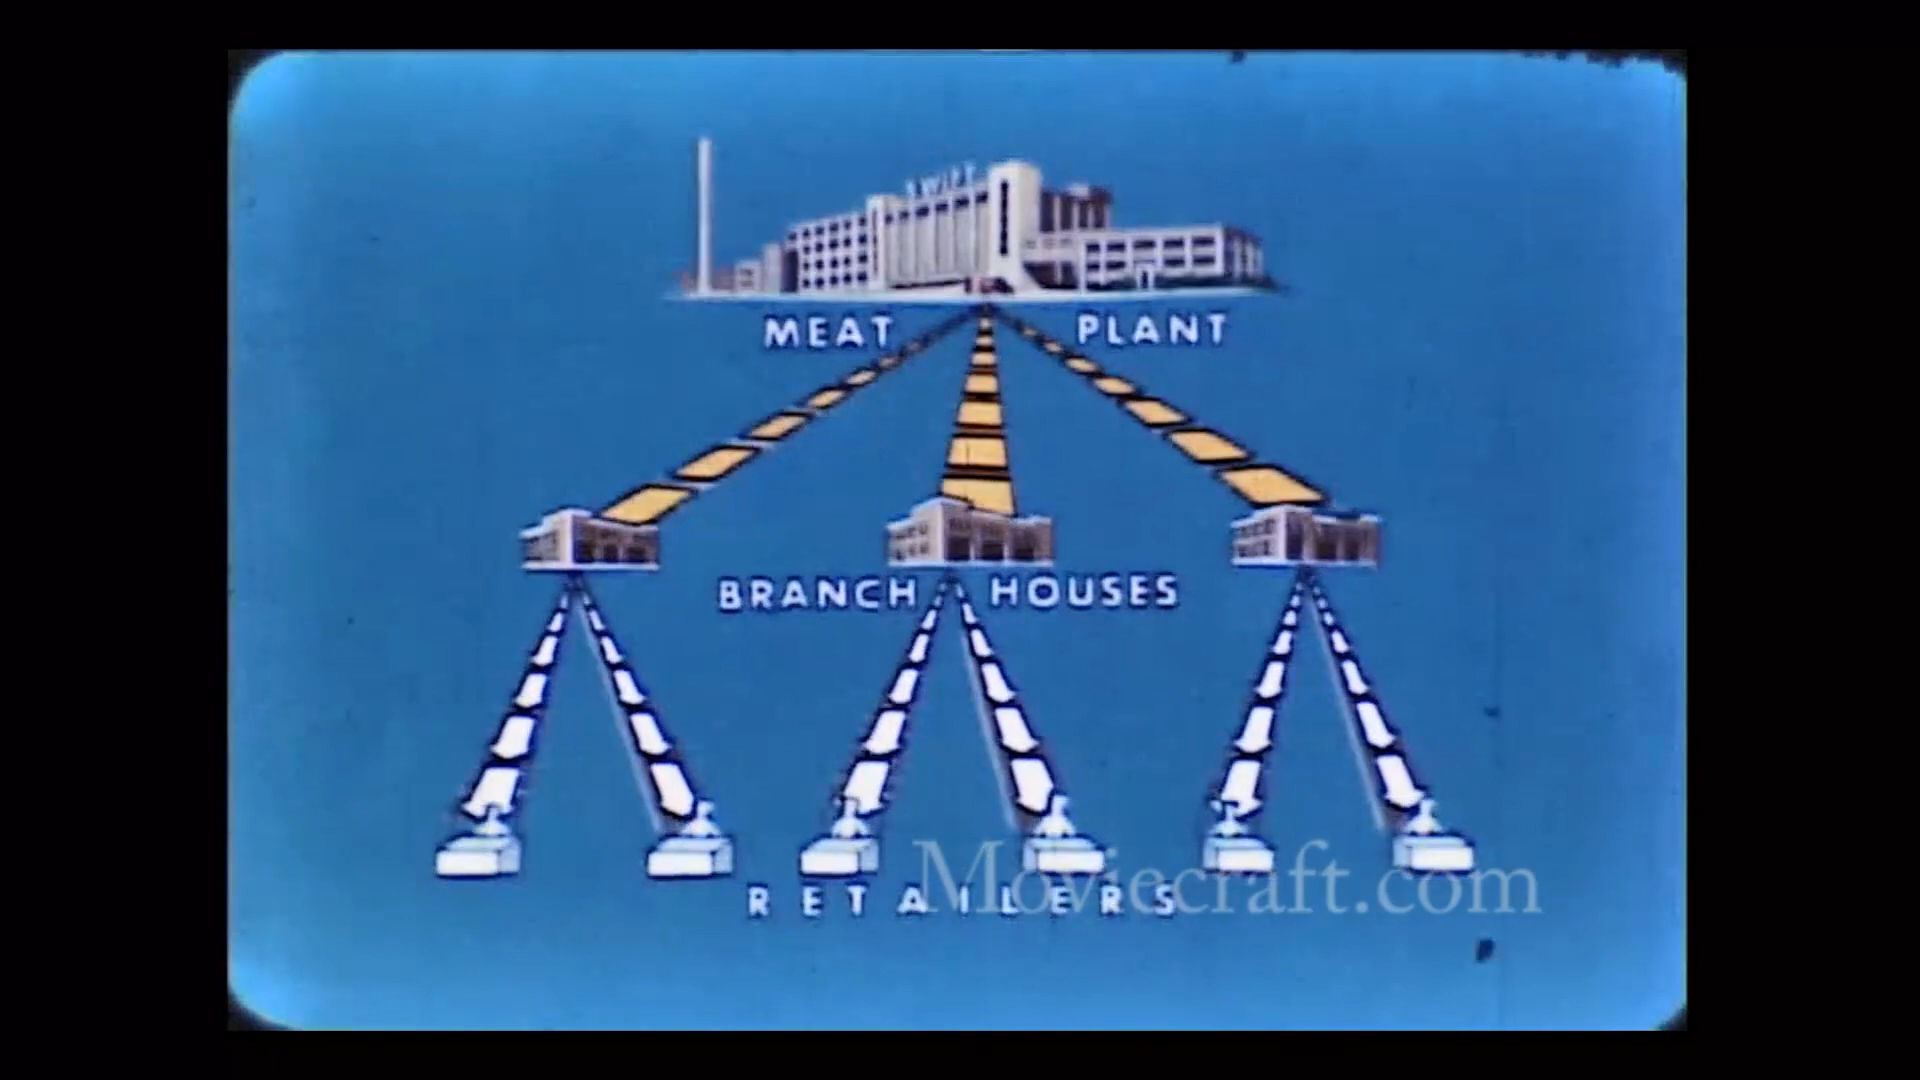 SWIFT
MEAT PLANT
BRANCH HOUSES
RETAILERS
Moviecraft.com